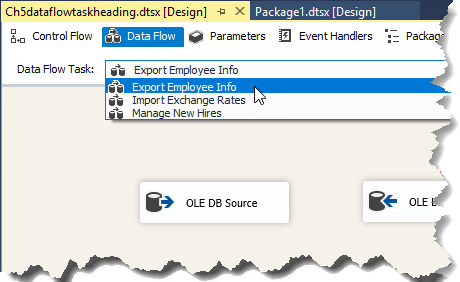 Ch5dataflowtaskheading.dtsx [Design] Package1.dtsx [Design]
Control Flow Data Flow Parameters Event Handlers Package
Data Flow Task: Export Employee Info
Export Employee Info
Import Exchange Rates
Manage New Hires
OLE DB Source OLE